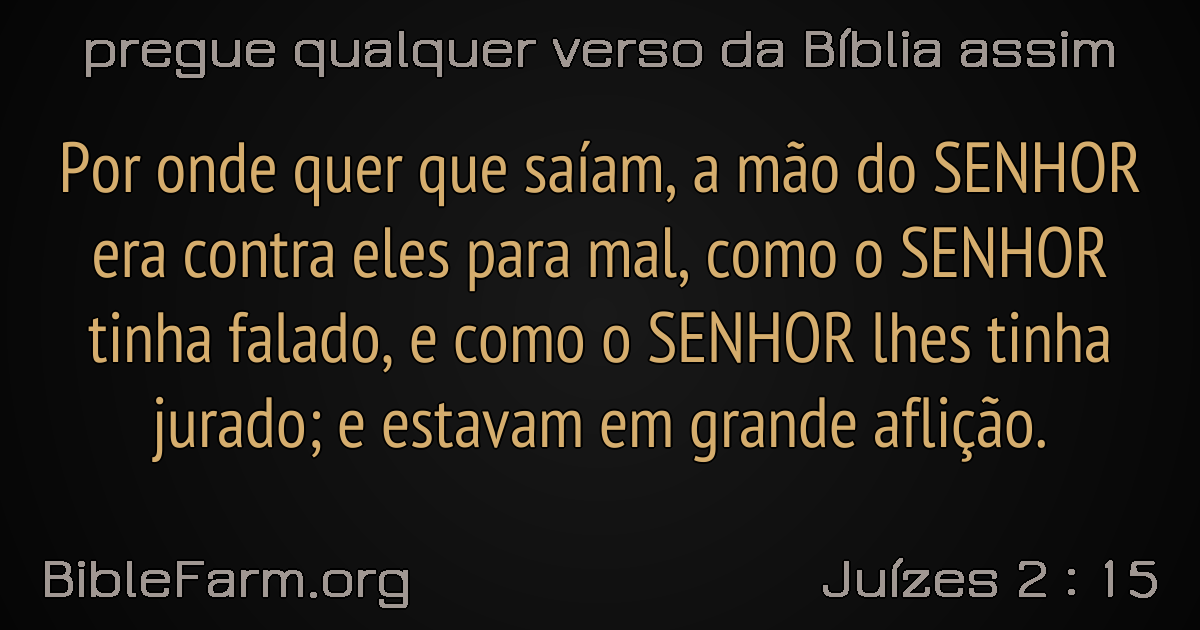 pregue qualquer verso da Bíblia assim
Por onde quer que saíam, a mão do SENHOR
era contra eles para mal, como o SENHOR
tinha falado, e como o SENHOR lhes tinha
jurado; e estavam em grande aflição.
BibleFarm.org
Juízes 2 : 15